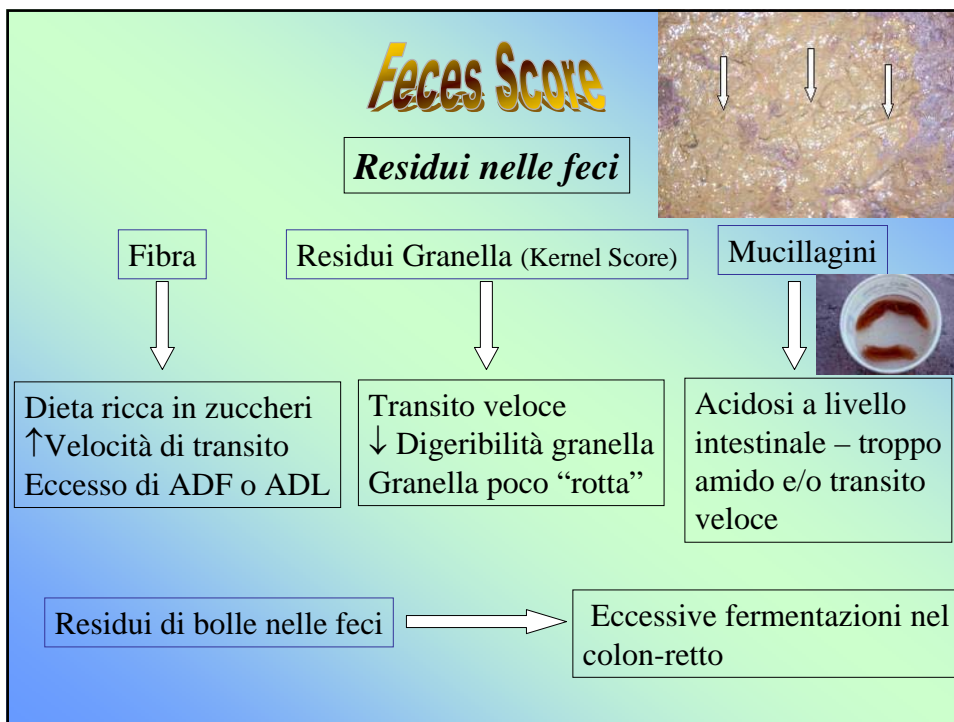 Feces Score
Residui nelle feci
Fibra
Residui Granella (Kernel Score)
Mucillagini
Dieta ricca in zuccheri
↑Velocità di transito
Eccesso di ADF o ADL
Transito veloce
↓ Digeribilità granella
Granella poco “rotta”
Acidosi a livello
intestinale – troppo
amido e/o transito
veloce
Residui di bolle nelle feci
Eccessive fermentazioni nel
colon-retto